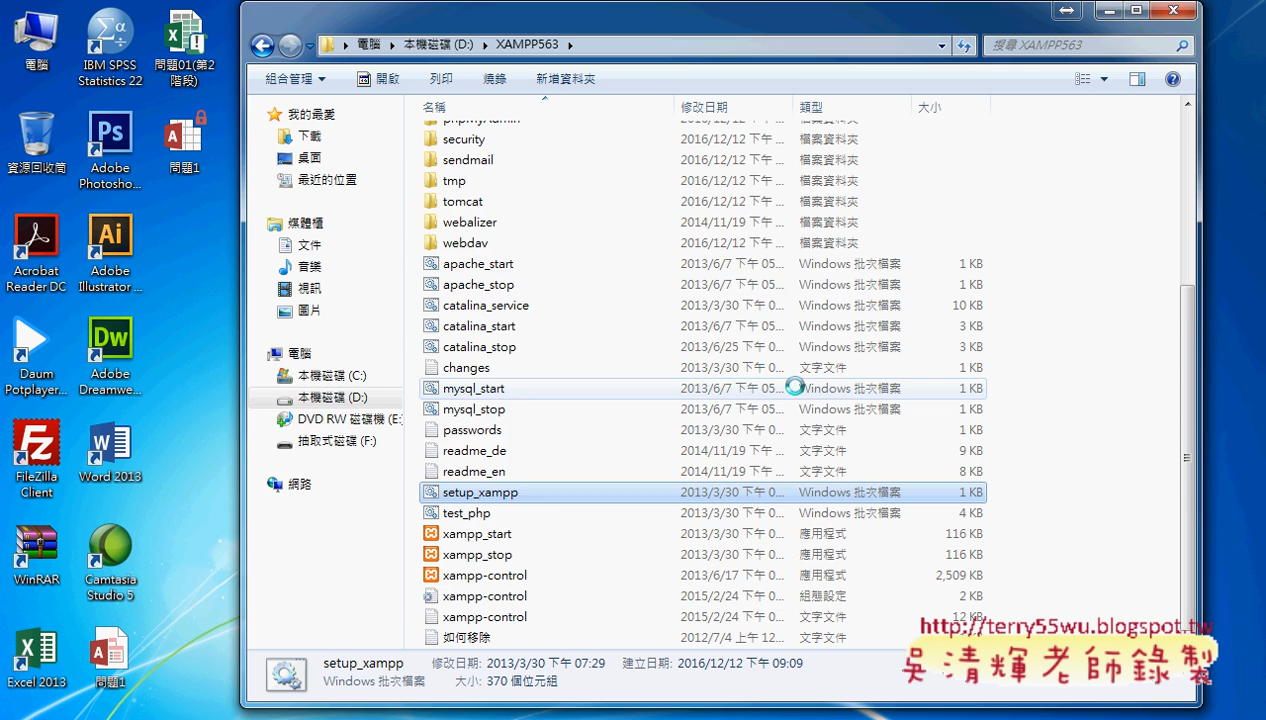 電腦
IBM SPSS
Statistics 22
問題01(第2
階段)
資源回收筒
Adobe
Photosho...
問題1
Acrobat
Reader DC
Adobe
Illustrator ...
Daum
Potplayer...
Adobe
Dreamwe...
FileZilla
Client
Word 2013
WinRAR
Camtasia
Studio 5
Excel 2013
問題1
電腦 本機磁碟 (D:) XAMPP563
搜尋 XAMPP563
組合管理 開啟 列印 燒錄 新增資料夾
我的最愛
下載
桌面
最近的位置
媒體櫃
文件
音樂
視訊
圖片
電腦
本機磁碟 (C:)
本機磁碟 (D:)
DVD RW 磁碟機 (E:
抽取式磁碟 (F:)
網路
名稱 修改日期 類型 大小
phpMyAdmin 2016/12/12 下午 ... 檔案資料夾
security 2016/12/12 下午 ... 檔案資料夾
sendmail 2016/12/12 下午 ... 檔案資料夾
tmp 2016/12/12 下午 ... 檔案資料夾
tomcat 2016/12/12 下午 ... 檔案資料夾
webalizer 2014/11/19 下午 ... 檔案資料夾
webdav 2016/12/12 下午 ... 檔案資料夾
apache_start 2013/6/7 下午 05... Windows 批次檔案 1 KB
apache_stop 2013/6/7 下午 05... Windows 批次檔案 1 KB
catalina_service 2013/3/30 下午 0... Windows 批次檔案 10 KB
catalina_start 2013/6/7 下午 05... Windows 批次檔案 3 KB
catalina_stop 2013/6/25 下午 0... Windows 批次檔案 3 KB
changes 2013/3/30 下午 0... 文字文件 1 KB
mysql_start 2013/6/7 下午 05... Windows 批次檔案 1 KB
mysql_stop 2013/6/7 下午 05... Windows 批次檔案 1 KB
passwords 2013/3/30 下午 0... 文字文件 1 KB
readme_de 2014/11/19 下午 ... 文字文件 9 KB
readme_en 2014/11/19 下午 ... 文字文件 8 KB
setup_xampp 2013/3/30 下午 0... Windows 批次檔案 1 KB
test_php 2013/3/30 下午 0... Windows 批次檔案 4 KB
xampp_start 2013/3/30 下午 0... 應用程式 116 KB
xampp_stop 2013/3/30 下午 0... 應用程式 116 KB
xampp-control 2013/6/17 下午 0... 應用程式 2,509 KB
xampp-control 2015/2/24 下午 0... 組態設定 2 KB
xampp-control 2015/2/24 下午 0... 文字文件 12 KB
如何移除 2012/7/4 上午 12... 文字文件
http://terry55wu.blogspot.tw
吳清輝老師錄製
setup_xampp 修改日期: 2013/3/30 下午 07:29 建立日期: 2016/12/12 下午 09:09
Windows 批次檔案 大小: 370 個位元組